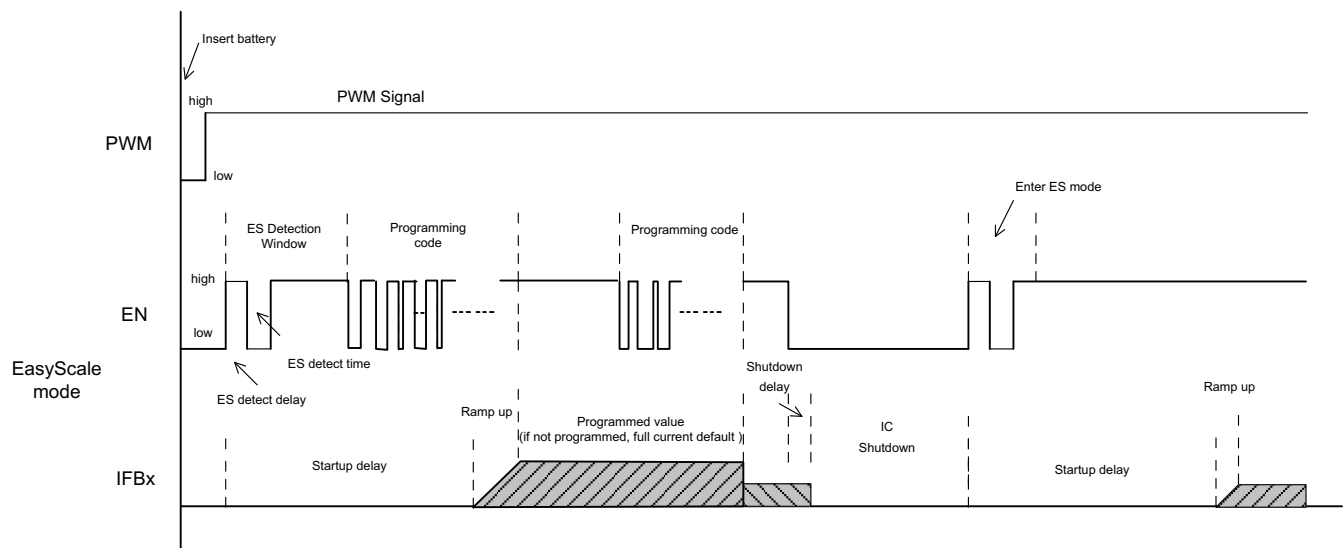 Insert battery
high
PWM Signal
PWM
low
Enter ES mode
ES Detection
Window
Programming
code
Programming code
high
EN
low
ES detect time
EasyScale
mode
ES detect delay
Shutdown
delay
Ramp up
Programmed value
(if not programmed, full current default )
IC
Shutdown
Ramp up
IFBx
Startup delay
Startup delay